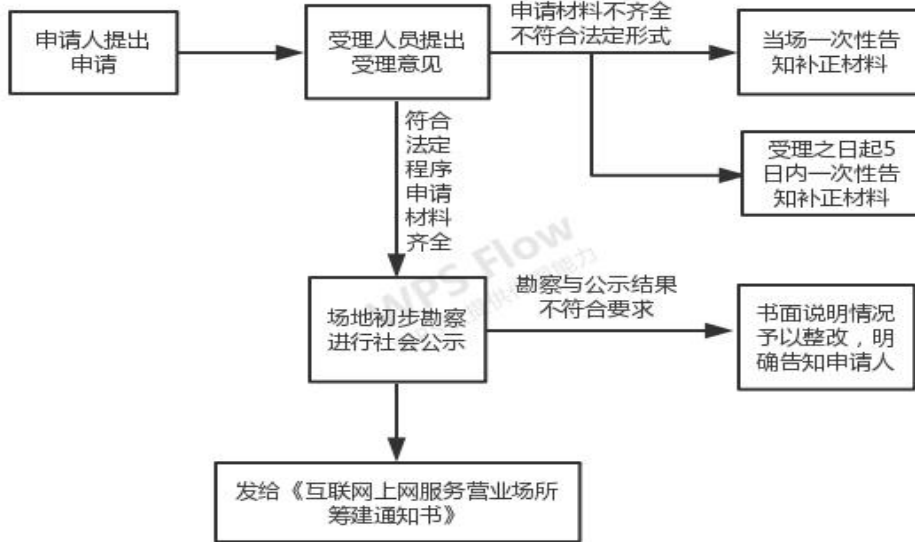 申请人提出
申请
受理人员提出
受理意见
申请材料不齐全
不符合法定形式
当场一次性告
知补正材料
受理之日起5
日内一次性告
知补正材料
符合
法定
程序
申请
材料
齐全
场地初步勘察
进行社会公示
勘察与公示结果
不符合要求
书面说明情况
予以整改，明
确告知申请人
发给《互联网上网服务营业场所
筹建通知书》
WPS Flow